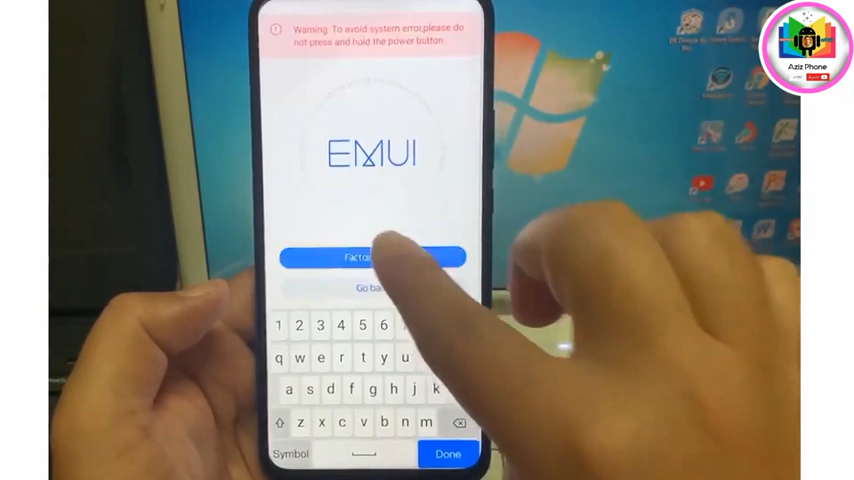 Warning. To avoid system error,please do
not press and hold the power button.
EMUI
1 2 3 4 5 6
q w e r t y u
a s d f g h j k
z x c v b n m
Symbol
Done
Aziz Phone